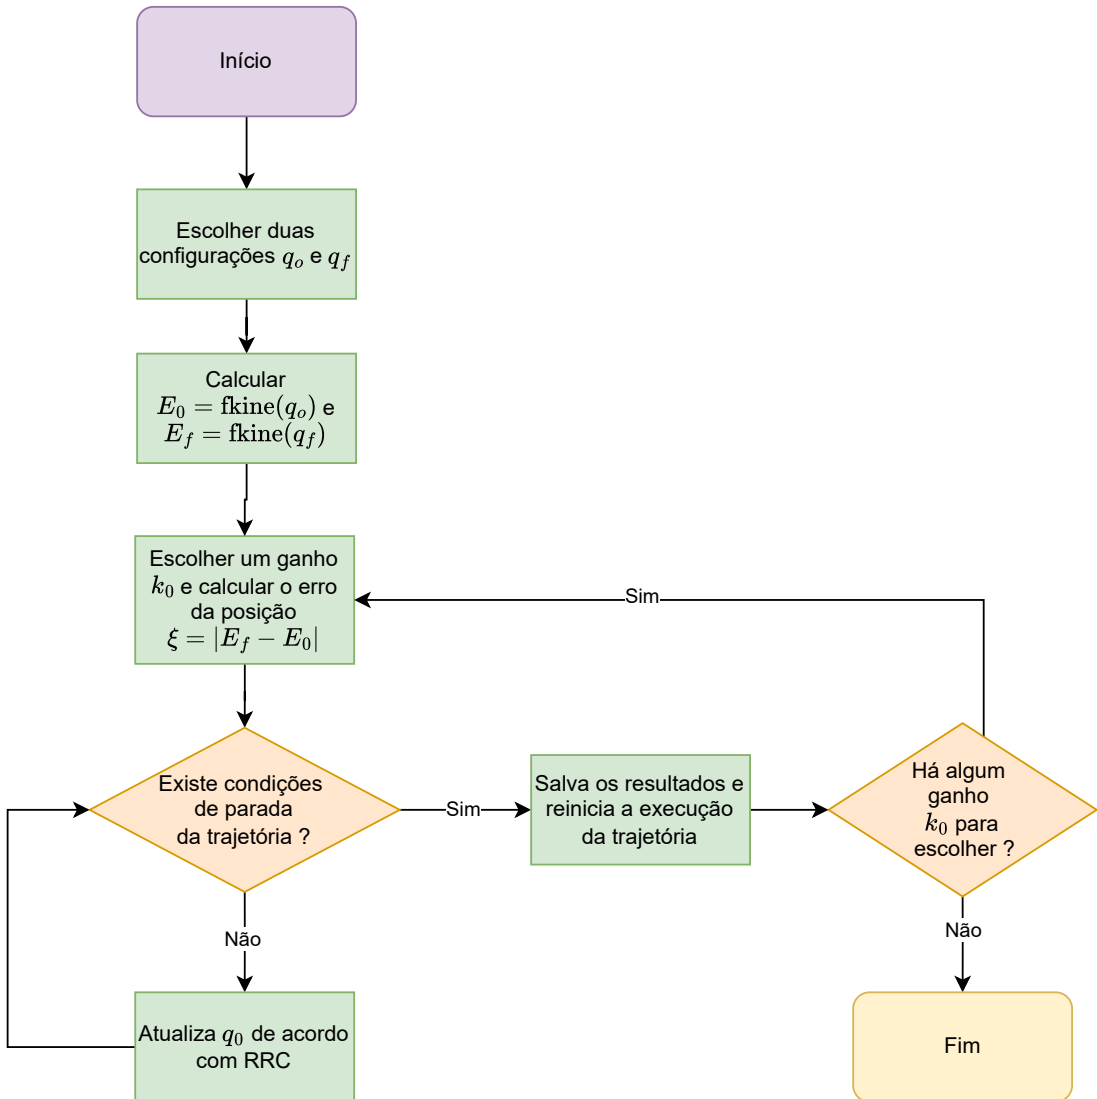 Início
Escolher duas
configurações q_o e q_f
Calcular
E_0 = fkine(q_o) e
E_f = fkine(q_f)
Escolher um ganho
k_0 e calcular o erro
da posição
ξ = |E_f − E_0|
Sim
Existe condições
de parada
da trajetória ?
Sim
Salva os resultados e
reinicia a execução
da trajetória
Há algum
ganho
k_0 para
escolher ?
Não
Não
Atualiza q_0 de acordo
com RRC
Fim